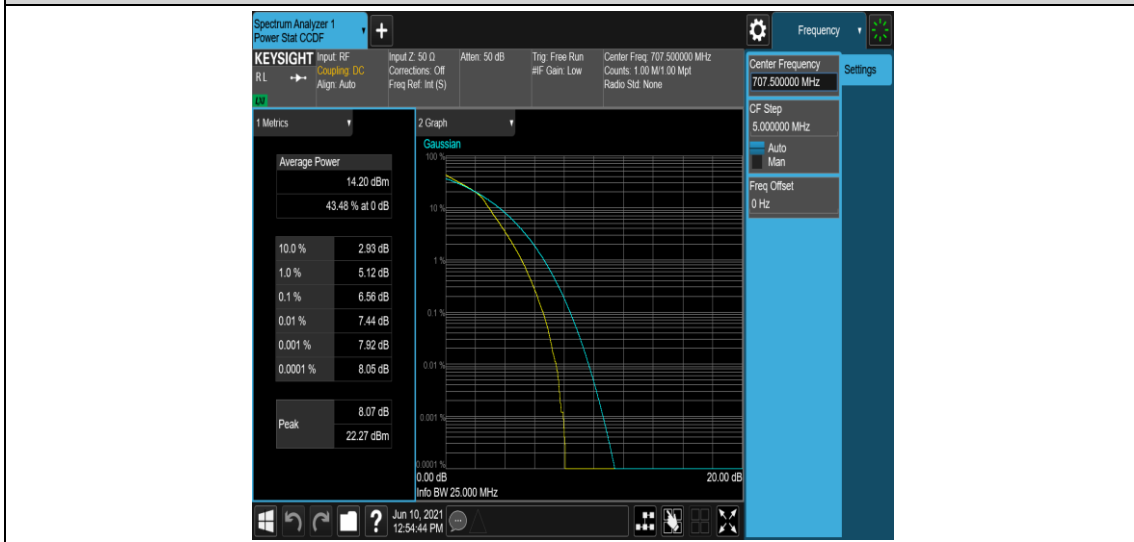 Spectrum Analyzer 1
Power Stat CCDF
+
Frequency
KEYSIGHT
RL
LXI
Input: RF
Coupling: DC
Align: Auto
Input Z: 50 Ω
Corrections: Off
Freq Ref: Int (S)
Atten: 50 dB
Trig: Free Run
#IF Gain: Low
Center Freq: 707.500000 MHz
Counts: 1.00 M/1.00 Mpt
Radio Std: None
Center Frequency
707.500000 MHz
Settings
CF Step
5.000000 MHz
Auto
Man
Freq Offset
0 Hz
1 Metrics
Average Power
14.20 dBm
43.48 % at 0 dB
10.0 % 2.93 dB
1.0 % 5.12 dB
0.1 % 6.56 dB
0.01 % 7.44 dB
0.001 % 7.92 dB
0.0001 % 8.05 dB
Peak
8.07 dB
22.27 dBm
2 Graph
Gaussian
100 %
10 %
1 %
0.1 %
0.01 %
0.001 %
0.0001 %
0.00 dB 20.00 dB
Info BW 25.000 MHz
?
Jun 10, 2021
12:54:44 PM